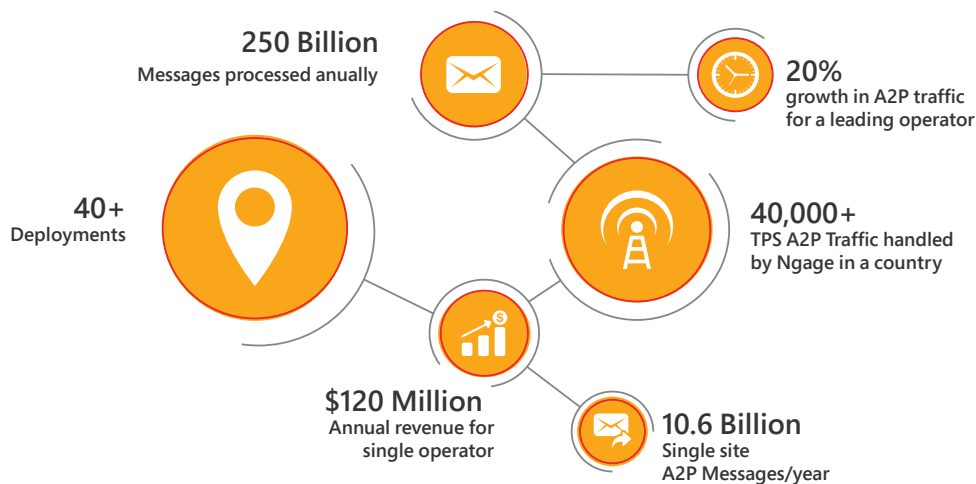 250 Billion
Messages processed anually
20%
growth in A2P traffic
for a leading operator
40+
Deployments
40,000+
TPS A2P Traffic handled
by Ngage in a country
$
$120 Million
Annual revenue for
single operator
10.6 Billion
Single site
A2P Messages/year